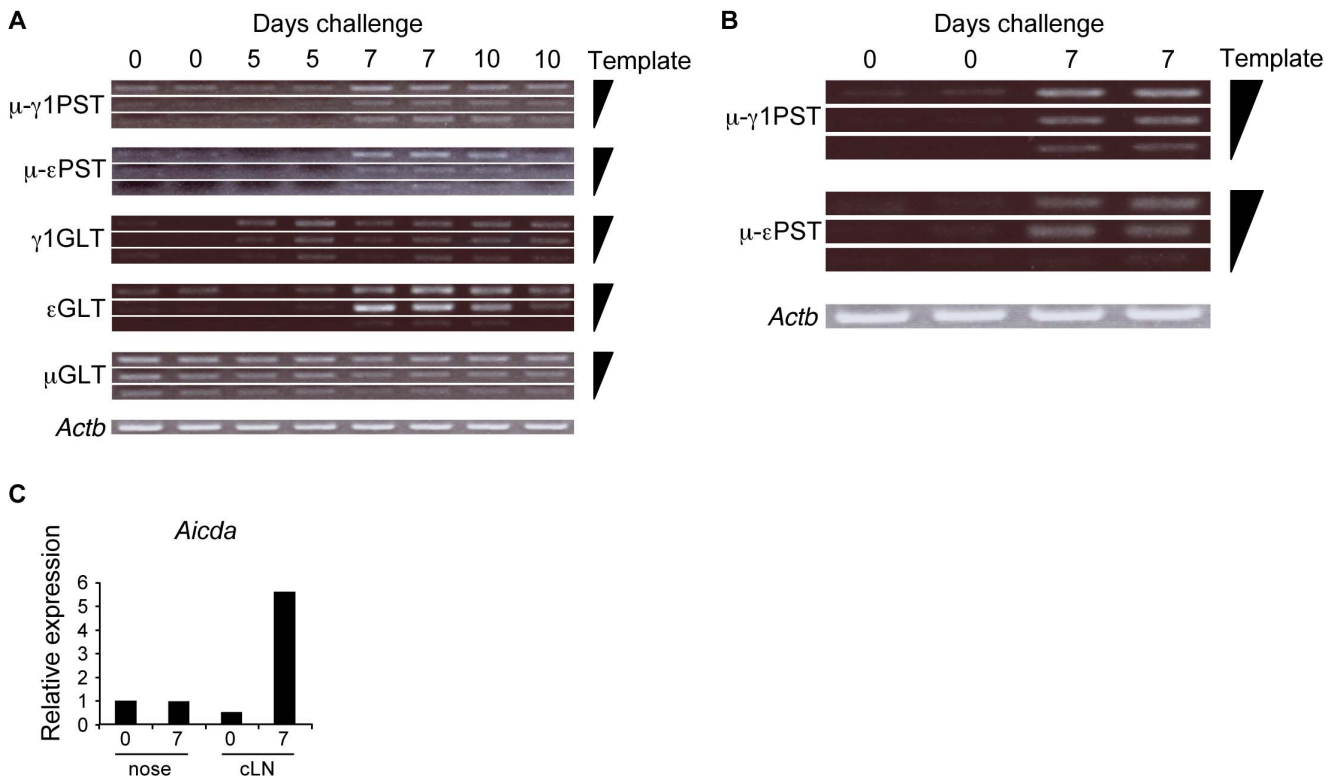 A
Days challenge
0 0 5 5 7 7 10 10 Template
μ-γ1PST
μ-εPST
γ1GLT
εGLT
μGLT
Actb
B
Days challenge
0 0 7 7 Template
μ-γ1PST
μ-εPST
Actb
C
Aicda
Relative expression
6
5
4
3
2
1
0
0 7 0 7
nose cLN